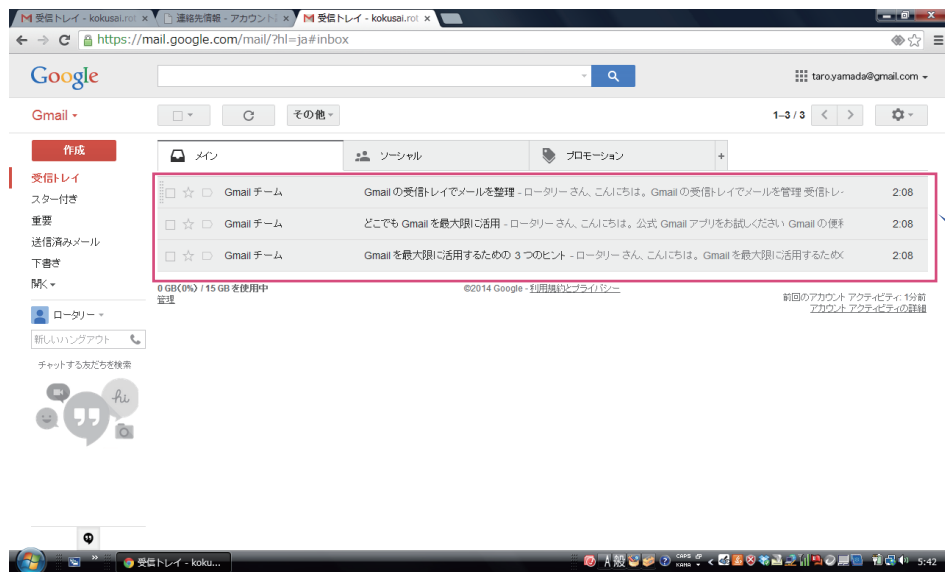 受信トレイ - kokusai.rot
連絡先情報 - アカウント
受信トレイ - kokusai.rot
https://mail.google.com/mail/?hl=ja#inbox
Google
taro.yamada@gmail.com
Gmail
その他
1–3 / 3
作成
メイン
ソーシャル
プロモーション
+
受信トレイ
スター付き
重要
送信済みメール
下書き
開く
Gmail チーム Gmail の受信トレイでメールを整理 - ロータリー さん、こんにちは。Gmail の受信トレイでメールを管理 受信トレ 2:08
Gmail チーム どこでも Gmail を最大限に活用 - ロータリー さん、こんにちは。公式 Gmail アプリをお試しください Gmail の便利 2:08
Gmail チーム Gmail を最大限に活用するための 3 つのヒント - ロータリー さん、こんにちは。Gmail を最大限に活用するため 2:08
0 GB(0%) / 15 GB を使用中
管理
©2014 Google - 利用規約とプライバシー
前回のアカウント アクティビティ: 1分前
アカウント アクティビティの詳細
ロータリー
新しいハングアウト
チャットする友だちを検索
hi
受信トレイ - koku...
A 般
CAPS
KANA
5:42